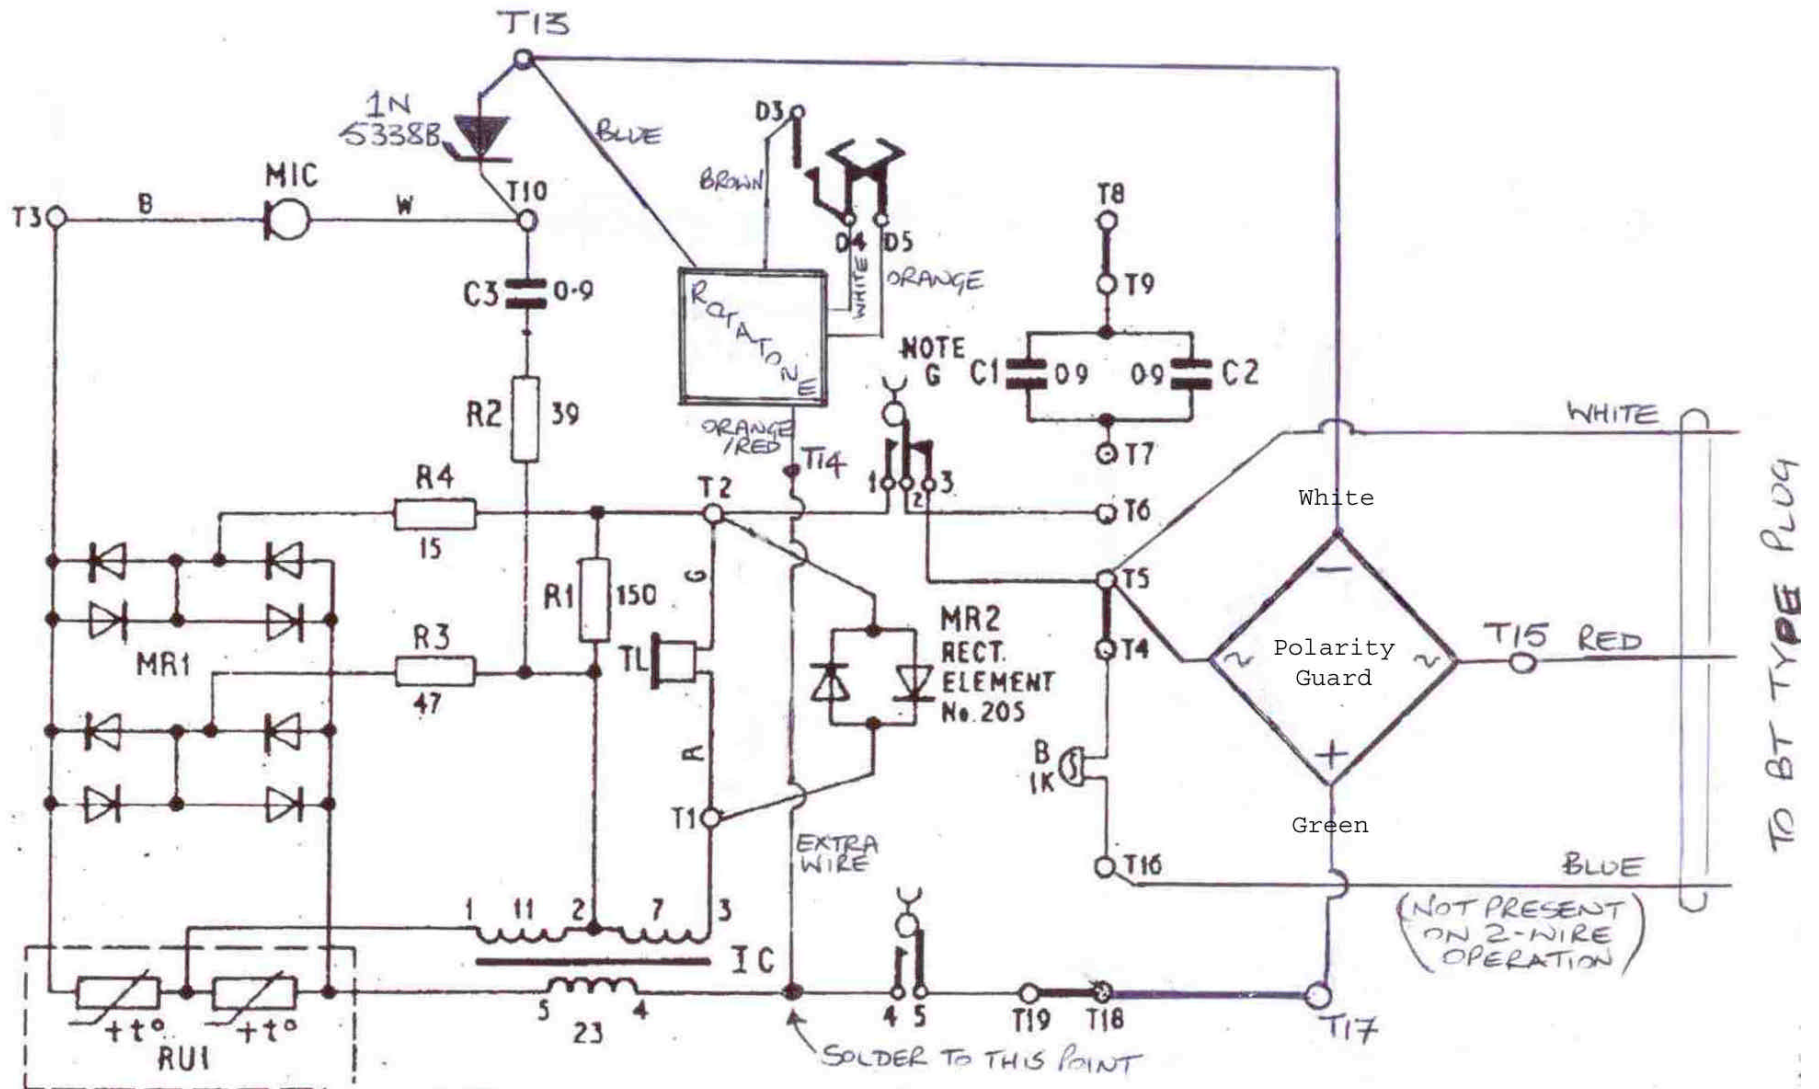 T13
1N
5338B
BLUE
D3
BROWN
MIC
T3
B
W
T10
D4
D5
WHITE
ORANGE
T8
T9
C3
0·9
ROTATONE
NOTE
G
C1
0·9
0·9
C2
R2
39
ORANGE
/RED
T14
WHITE
T7
R4
15
T2
1
2
3
T6
White
T5
TO BT TYPE PLUG
R1
150
G
MR2
RECT.
ELEMENT
No.205
T4
~
Polarity
Guard
~
T15
RED
MR1
R3
47
TL
R
B
1K
+
Green
T1
EXTRA
WIRE
T16
BLUE
(NOT PRESENT
ON 2-WIRE
OPERATION)
1
11
2
7
3
IC
5
4
23
4
5
T19
T18
T17
+t°
+t°
RU1
SOLDER TO THIS POINT